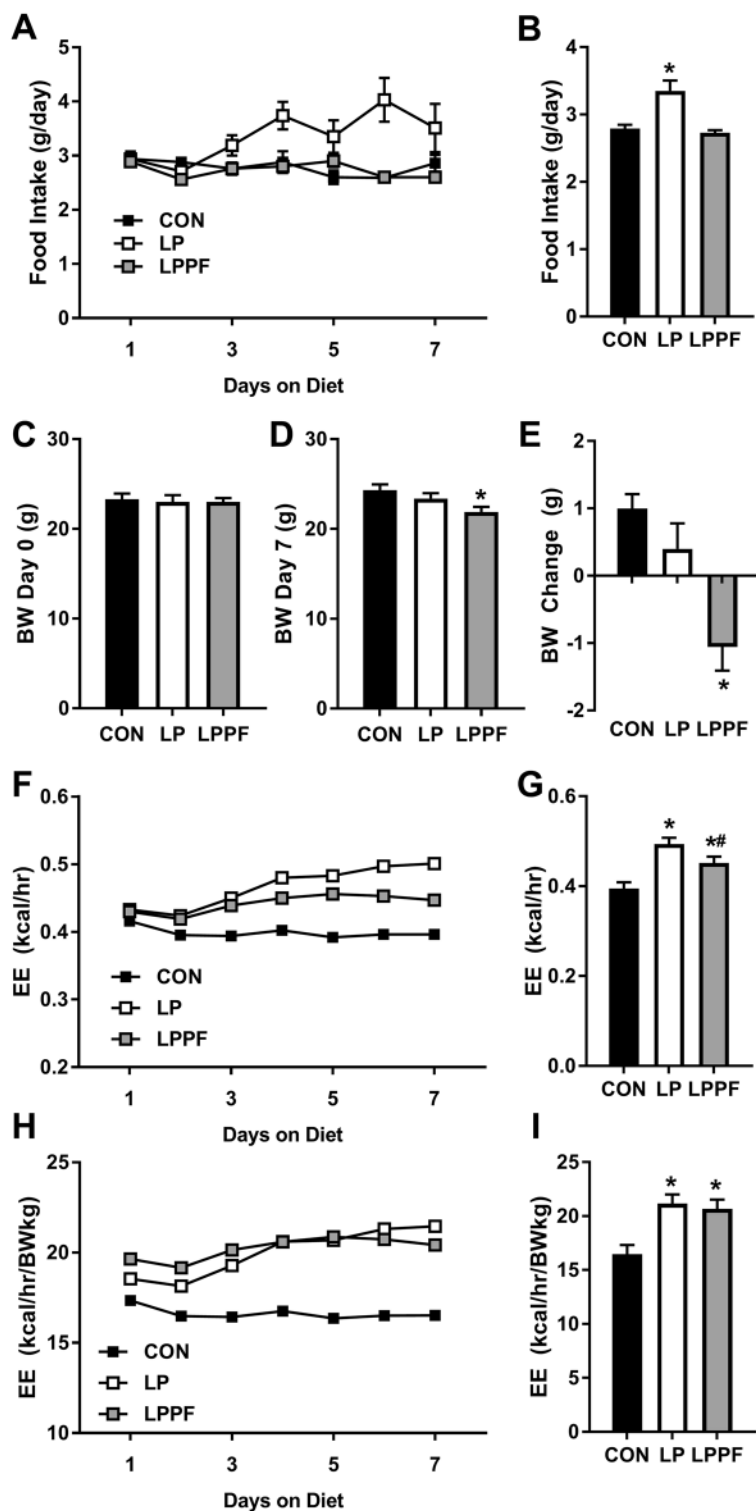 A
Food Intake (g/day)
5
4
3
2
1
0
CON
LP
LPPF
1 3 5 7
Days on Diet
B
Food Intake (g/day)
5
4
3
2
1
0
*
CON LP LPPF
C
BW Day 0 (g)
30
20
10
0
CON LP LPPF
D
BW Day 7 (g)
30
20
10
0
*
CON LP LPPF
E
BW Change (g)
2
1
0
-1
-2
*
CON LP LPPF
F
EE (kcal/hr)
0.6
0.5
0.4
0.3
0.2
CON
LP
LPPF
1 3 5 7
Days on Diet
G
EE (kcal/hr)
0.6
0.4
0.2
0.0
* *#
CON LP LPPF
H
EE (kcal/hr/BWkg)
25
20
15
10
CON
LP
LPPF
1 3 5 7
Days on Diet
I
EE (kcal/hr/BWkg)
25
20
15
10
5
0
* *
CON LP LPPF